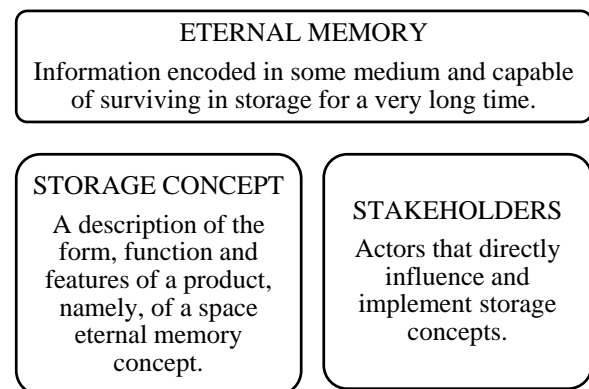 ETERNAL MEMORY
Information encoded in some medium and capable
of surviving in storage for a very long time.
STORAGE CONCEPT
A description of the
form, function and
features of a product,
namely, of a space
eternal memory
concept.
STAKEHOLDERS
Actors that directly
influence and
implement storage
concepts.